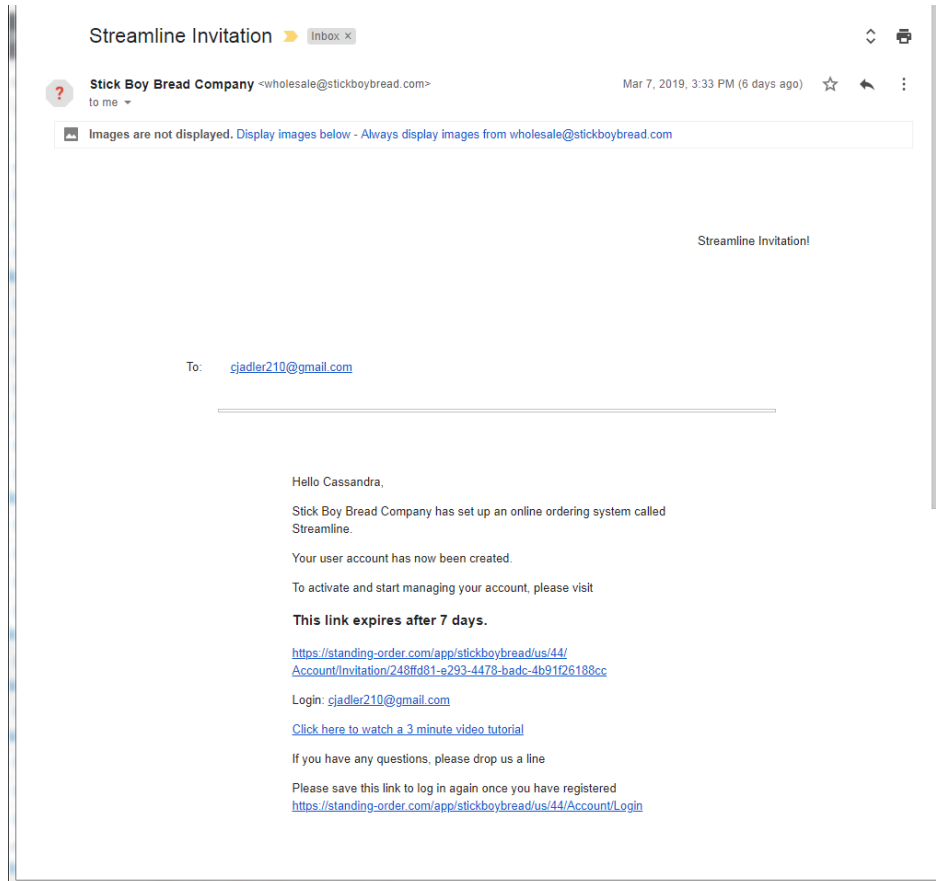 Streamline Invitation Inbox ×
Stick Boy Bread Company <wholesale@stickboybread.com> Mar 7, 2019, 3:33 PM (6 days ago)
to me
?
Images are not displayed. Display images below - Always display images from wholesale@stickboybread.com
Streamline Invitation!
To: cjadler210@gmail.com
Hello Cassandra,
Stick Boy Bread Company has set up an online ordering system called
Streamline.
Your user account has now been created.
To activate and start managing your account, please visit
This link expires after 7 days.
https://standing-order.com/app/stickboybread/us/44/
Account/Invitation/248ffd81-e293-4478-badc-4b91f26188cc
Login: cjadler210@gmail.com
Click here to watch a 3 minute video tutorial
If you have any questions, please drop us a line
Please save this link to log in again once you have registered
https://standing-order.com/app/stickboybread/us/44/Account/Login